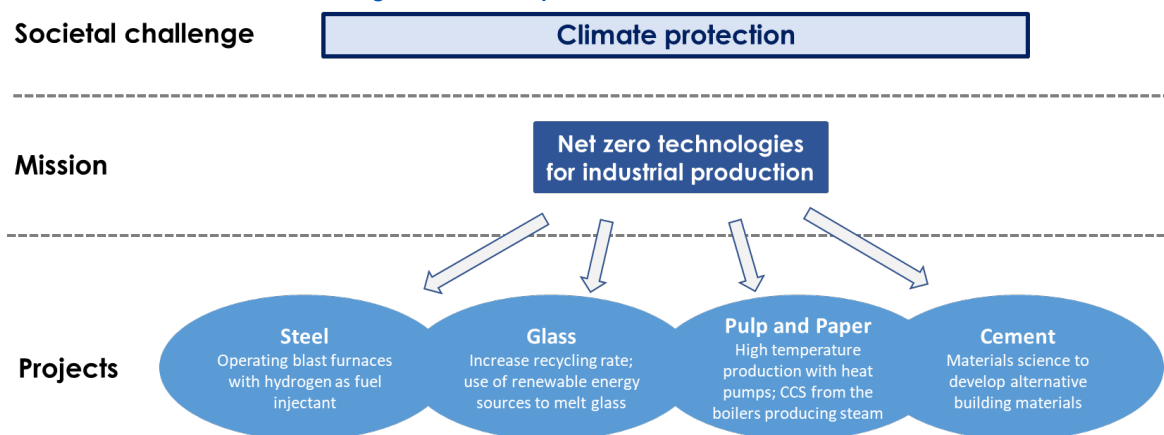 Societal challenge
Climate protection
Mission
Net zero technologies
for industrial production
Projects
Steel
Operating blast furnaces
with hydrogen as fuel
injectant
Glass
Increase recycling rate;
use of renewable energy
sources to melt glass
Pulp and Paper
High temperature
production with heat
pumps; CCS from the
boilers producing steam
Cement
Materials science to
develop alternative
building materials